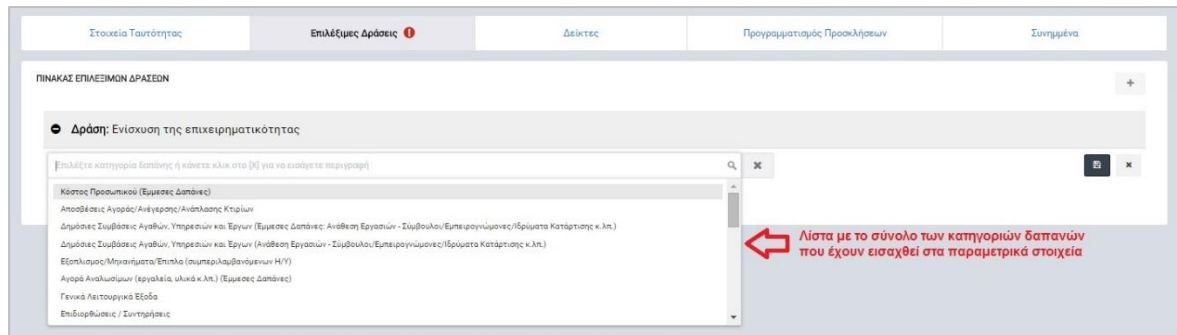 Στοιχεία Ταυτότητας
Επιλέξιμες Δράσεις
Δείκτες
Προγραμματισμός Προσκλήσεων
Συνημμένα
ΠΙΝΑΚΑΣ ΕΠΙΛΕΞΙΜΩΝ ΔΡΑΣΕΩΝ
Δράση: Ενίσχυση της επιχειρηματικότητας
Επιλέξτε κατηγορία δαπάνης ή κάνετε κλικ στο [X] για να εισάγετε περιγραφή
Κόστος Προσωπικού (Έμμεσες Δαπάνες)
Αποσβέσεις Αγοράς/Ανέγερσης/Ανάπλασης Κτιρίων
Δημόσιες Συμβάσεις Αγαθών, Υπηρεσιών και Έργων (Έμμεσες Δαπάνες: Ανάθεση Εργασιών - Σύμβουλοι/Εμπειρογνώμονες/Ιδρύματα Κατάρτισης κ.λπ.)
Δημόσιες Συμβάσεις Αγαθών, Υπηρεσιών και Έργων (Ανάθεση Εργασιών - Σύμβουλοι/Εμπειρογνώμονες/Ιδρύματα Κατάρτισης κ.λπ.)
Εξοπλισμος/Μηχανήματα/Έπιπλα (συμπεριλαμβανόμενων Η/Υ)
Αγορά Αναλωσίμων (εργαλεία, υλικά κ.λπ.) (Έμμεσες Δαπάνες)
Γενικά Λειτουργικά Έξοδα
Επιδιορθώσεις / Συντηρήσεις
Λίστα με το σύνολο των κατηγοριών δαπανών
που έχουν εισαχθεί στα παραμετρικά στοιχεία